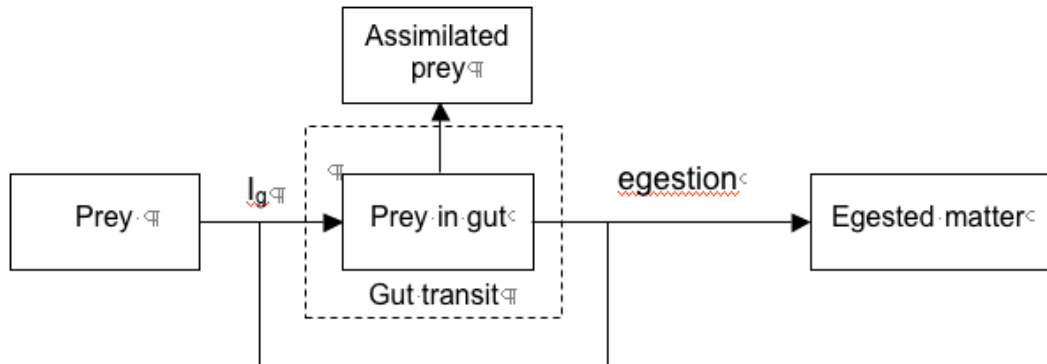 Assimilated
prey¶
¶
Prey ¶
Ig¶
Prey in gut
egestion
Egested matter
Gut transit¶